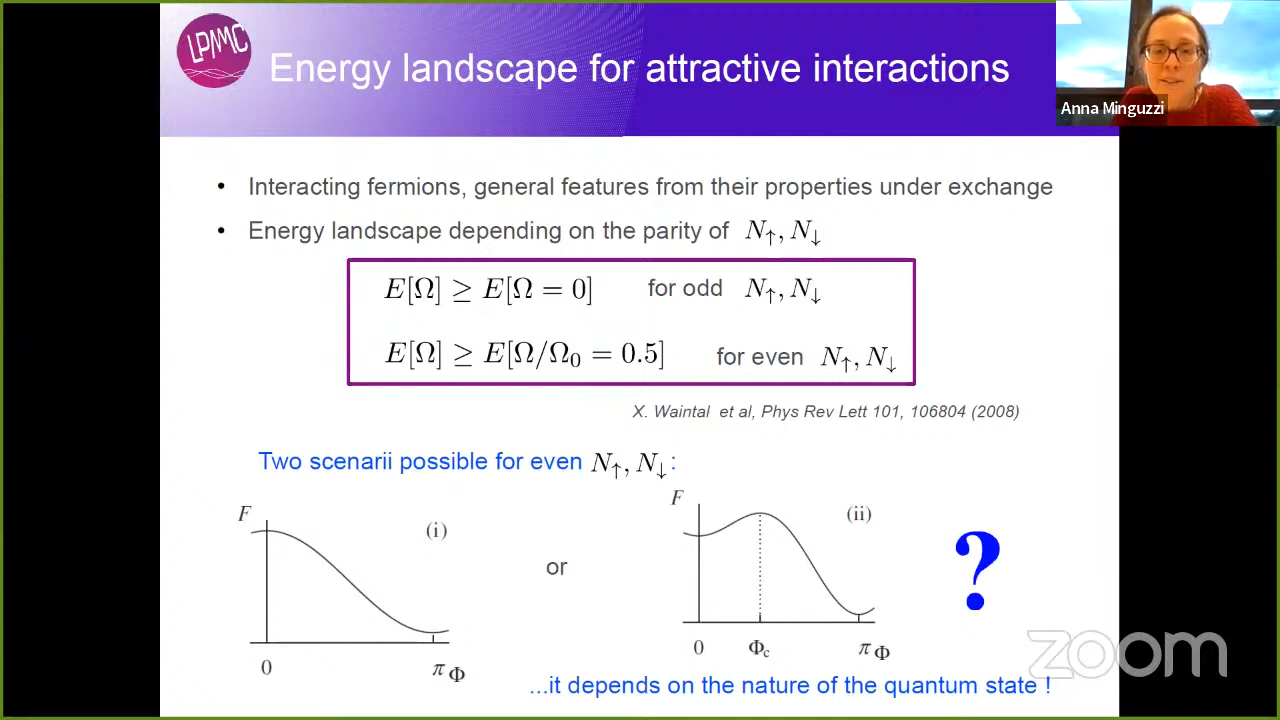 LPMMC
Energy landscape for attractive interactions
Anna Minguzzi
• Interacting fermions, general features from their properties under exchange
• Energy landscape depending on the parity of N↑, N↓
E[Ω] ≥ E[Ω = 0] for odd N↑, N↓
E[Ω] ≥ E[Ω/Ω₀ = 0.5] for even N↑, N↓
X. Waintal et al, Phys Rev Lett 101, 106804 (2008)
Two scenarii possible for even N↑, N↓:
F
(i)
0
π Φ
or
F
(ii)
0
Φc
π Φ
?
zoom
...it depends on the nature of the quantum state !